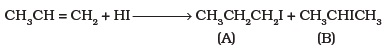 CH₃CH = CH₂ + HI ⟶ CH₃CH₂CH₂I + CH₃CHICH₃
(A) (B)